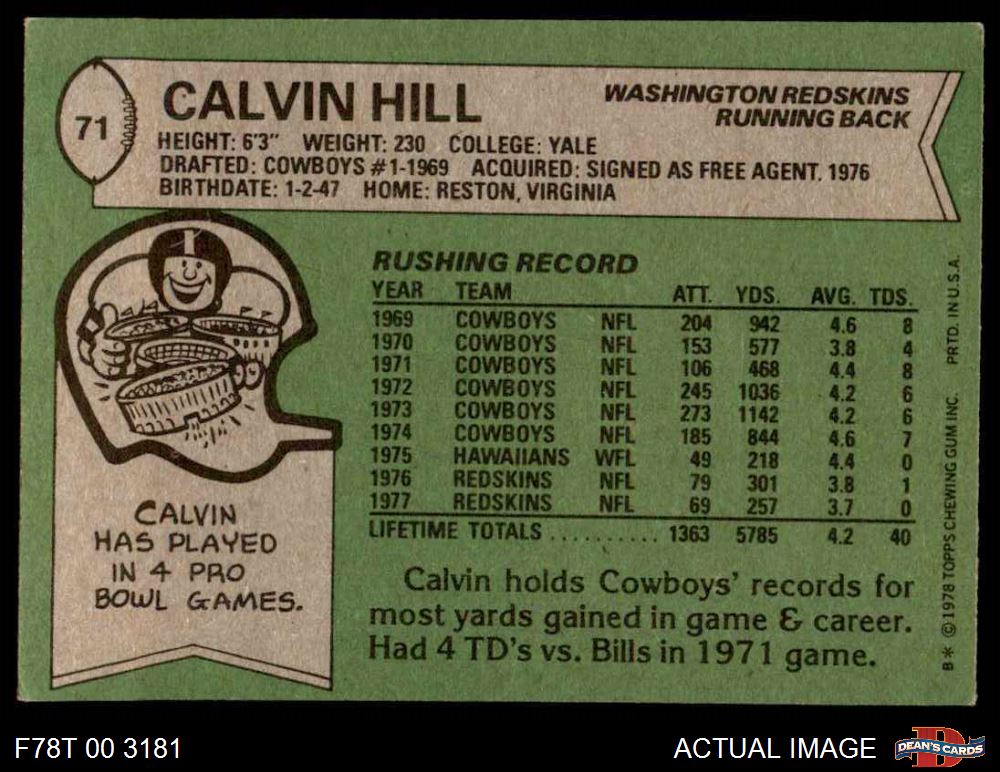 71
CALVIN HILL
WASHINGTON REDSKINS
RUNNING BACK
HEIGHT: 6'3" WEIGHT: 230 COLLEGE: YALE
DRAFTED: COWBOYS #1-1969 ACQUIRED: SIGNED AS FREE AGENT, 1976
BIRTHDATE: 1-2-47 HOME: RESTON, VIRGINIA
RUSHING RECORD
YEAR TEAM ATT. YDS. AVG. TDS.
1969 COWBOYS NFL 204 942 4.6 8
1970 COWBOYS NFL 153 577 3.8 4
1971 COWBOYS NFL 106 468 4.4 8
1972 COWBOYS NFL 245 1036 4.2 6
1973 COWBOYS NFL 273 1142 4.2 6
1974 COWBOYS NFL 185 844 4.6 7
1975 HAWAIIANS WFL 49 218 4.4 0
1976 REDSKINS NFL 79 301 3.8 1
1977 REDSKINS NFL 69 257 3.7 0
LIFETIME TOTALS .......... 1363 5785 4.2 40
CALVIN
HAS PLAYED
IN 4 PRO
BOWL GAMES.
Calvin holds Cowboys' records for
most yards gained in game & career.
Had 4 TD's vs. Bills in 1971 game.
B* © 1978 TOPPS CHEWING GUM INC. PRTD. IN U.S.A.
F78T 00 3181
ACTUAL IMAGE
D
DEAN'S CARDS